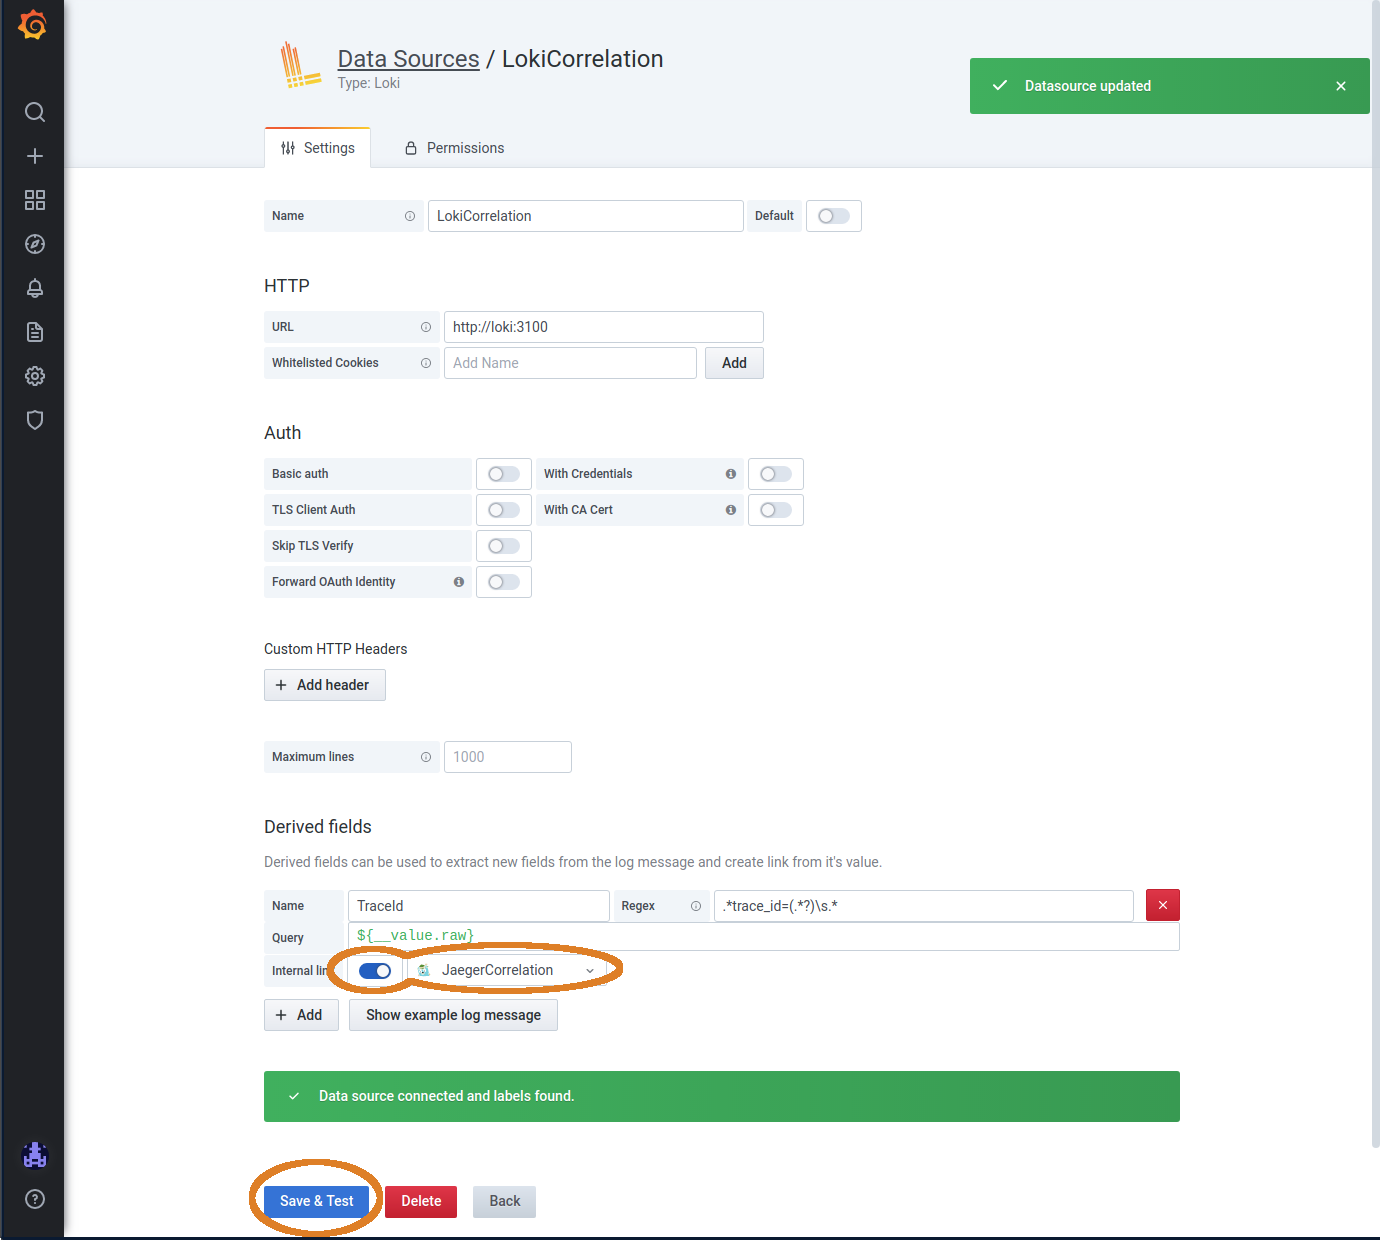 Data Sources / LokiCorrelation
Type: Loki
Datasource updated
Settings
Permissions
Name
LokiCorrelation
Default
HTTP
URL
http://loki:3100
Whitelisted Cookies
Add Name
Add
Auth
Basic auth
With Credentials
TLS Client Auth
With CA Cert
Skip TLS Verify
Forward OAuth Identity
Custom HTTP Headers
Add header
Maximum lines
1000
Derived fields
Derived fields can be used to extract new fields from the log message and create link from it's value.
Name
TraceId
Regex
.*trace_id=(.*?)\s.*
Query
${__value.raw}
Internal lin
JaegerCorrelation
Add
Show example log message
Data source connected and labels found.
Save & Test
Delete
Back